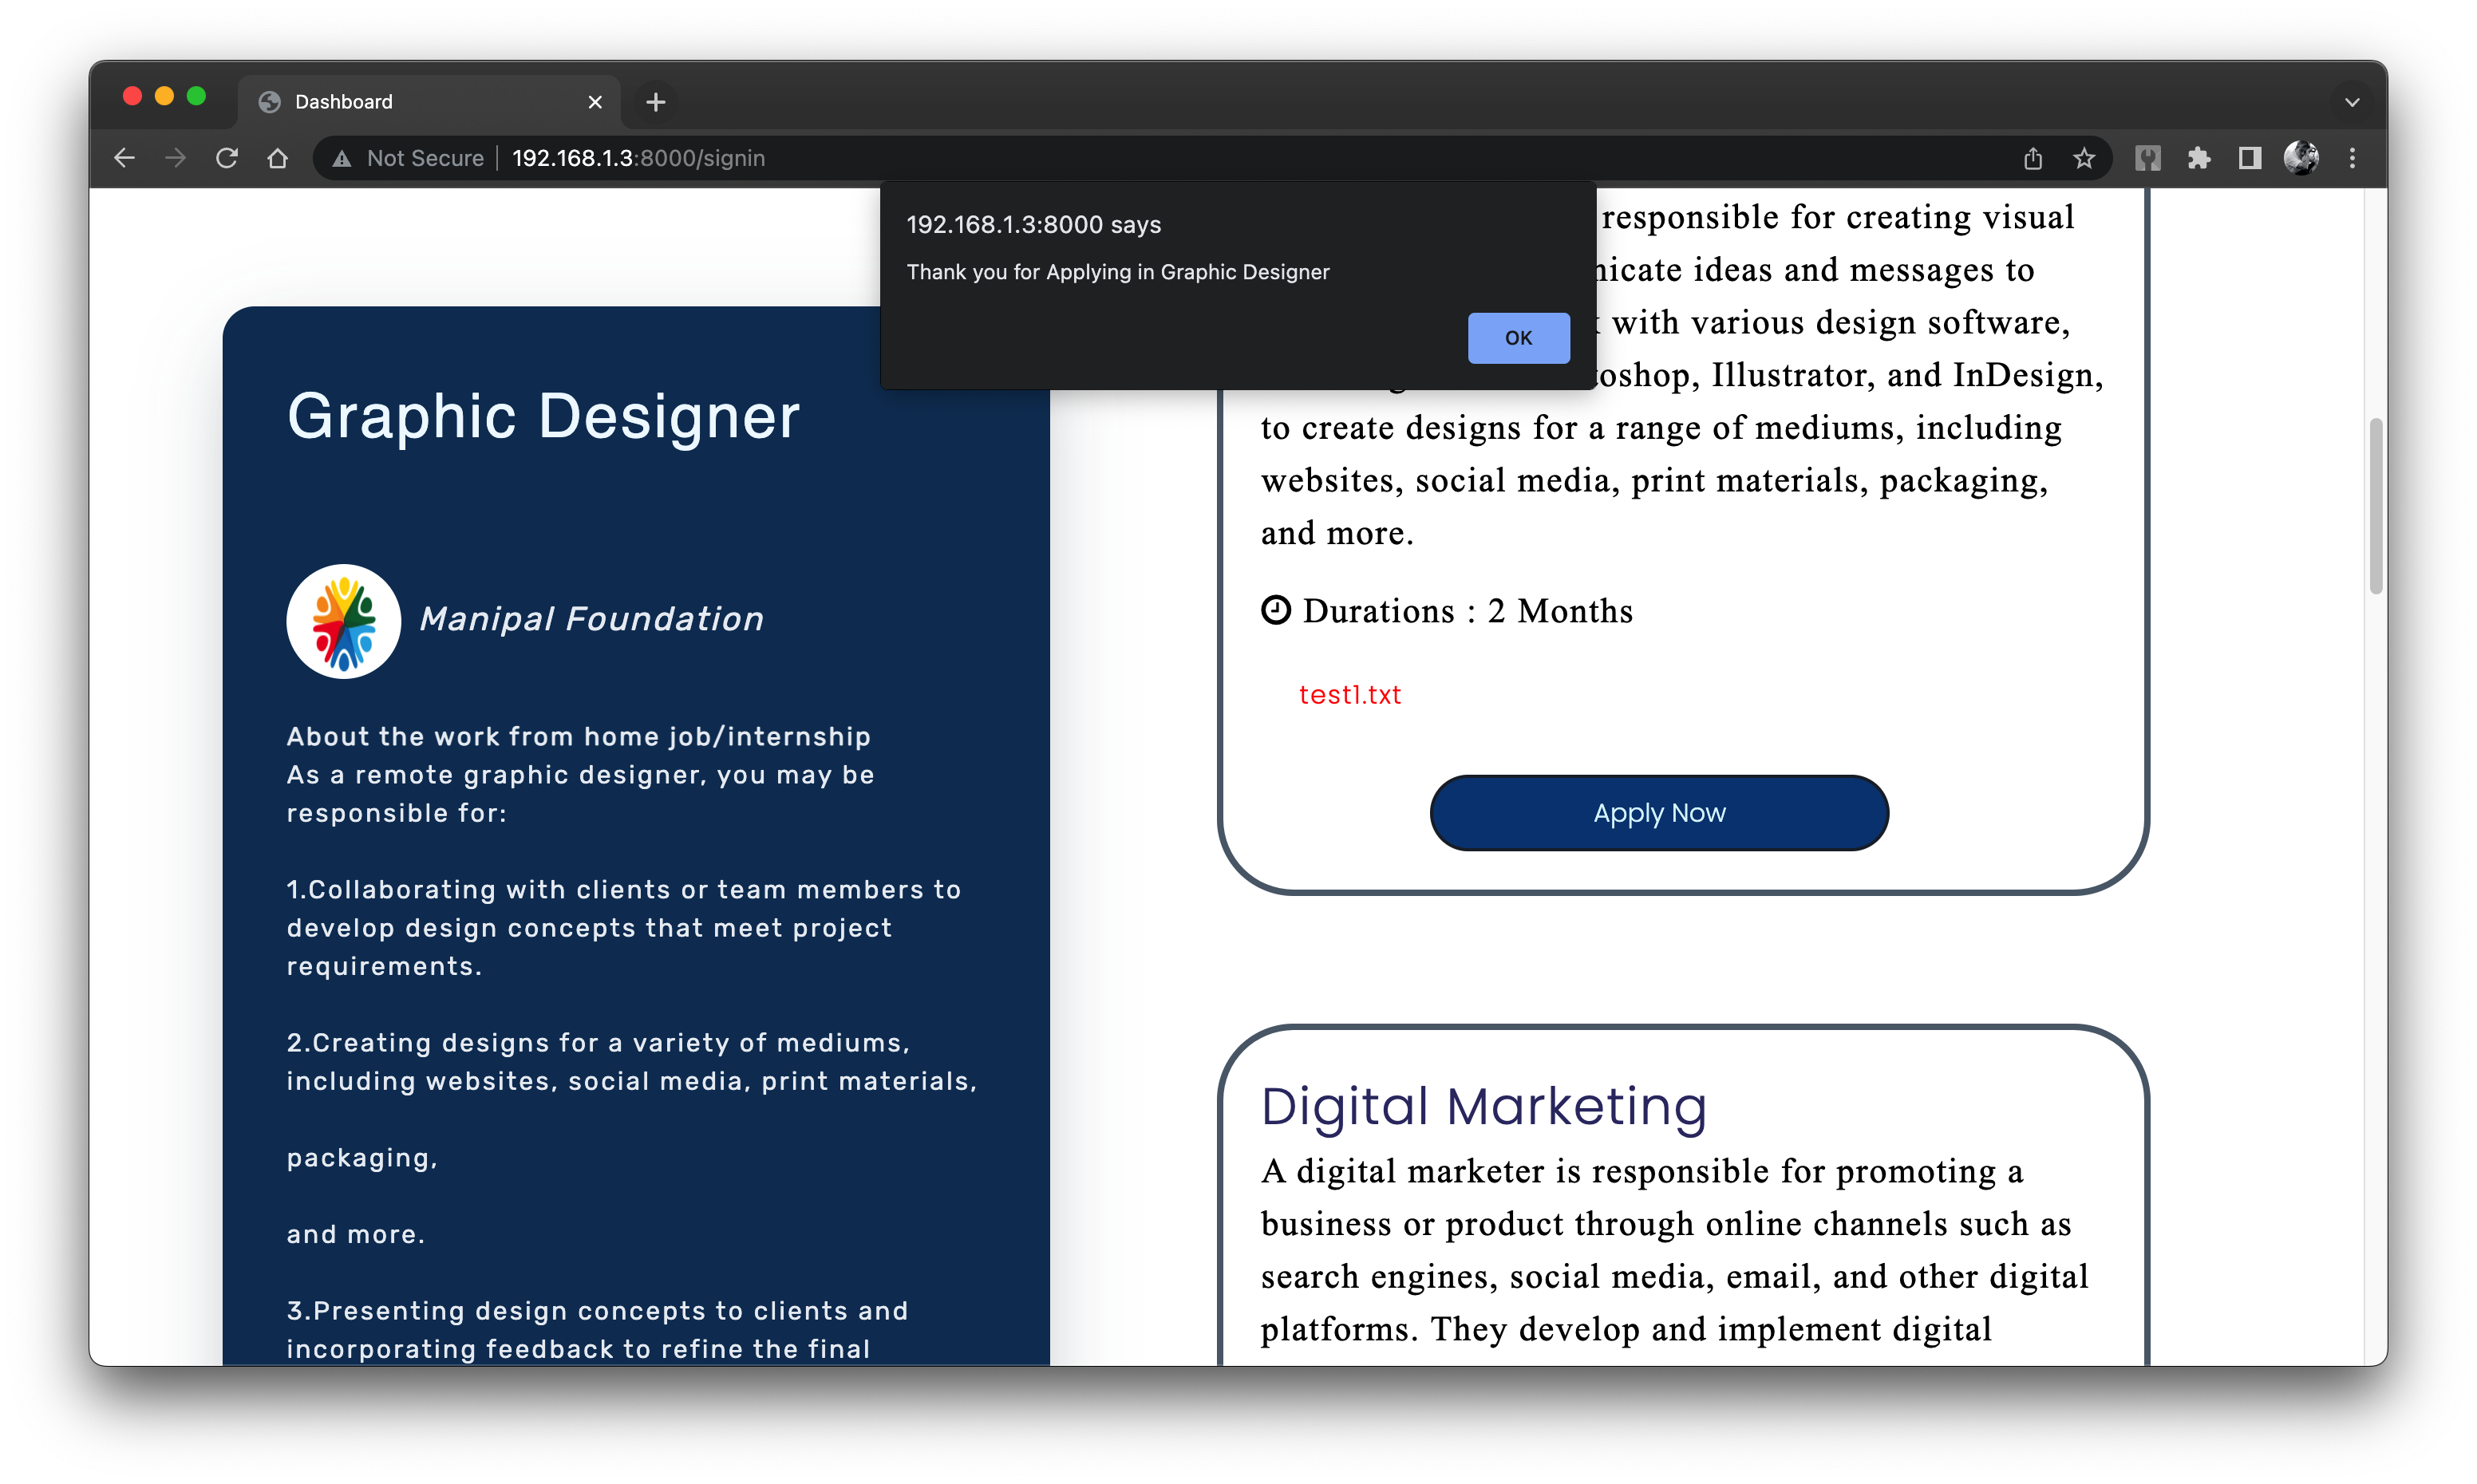 Dashboard
Not Secure
192.168.1.3:8000/signin
192.168.1.3:8000 says
Thank you for Applying in Graphic Designer
OK
Graphic Designer
Manipal Foundation
About the work from home job/internship
As a remote graphic designer, you may be
responsible for:
1.Collaborating with clients or team members to
develop design concepts that meet project
requirements.
2.Creating designs for a variety of mediums,
including websites, social media, print materials,
packaging,
and more.
3.Presenting design concepts to clients and
incorporating feedback to refine the final
responsible for creating visual
ideas and messages to
with various design software,
Illustrator, and InDesign,
to create designs for a range of mediums, including
websites, social media, print materials, packaging,
and more.
Durations : 2 Months
test1.txt
Apply Now
Digital Marketing
A digital marketer is responsible for promoting a
business or product through online channels such as
search engines, social media, email, and other digital
platforms. They develop and implement digital